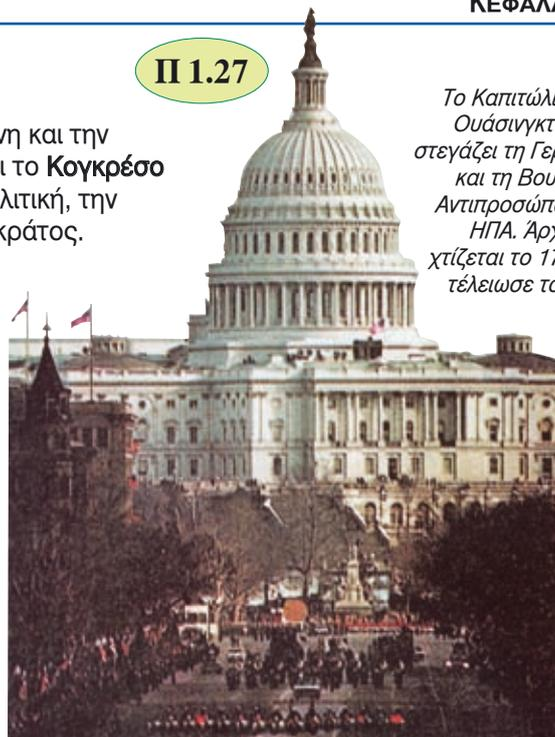 ΚΕΦΑΛΑ
Π 1.27
νη και την
ι το Κογκρέσο
λιτική, την
κράτος.
Το Καπιτώλι
Ουάσινγκτ
στεγάζει τη Γερ
και τη Βου
Αντιπροσώπ
ΗΠΑ. Άρχ
χτίζεται το 17
τέλειωσε το